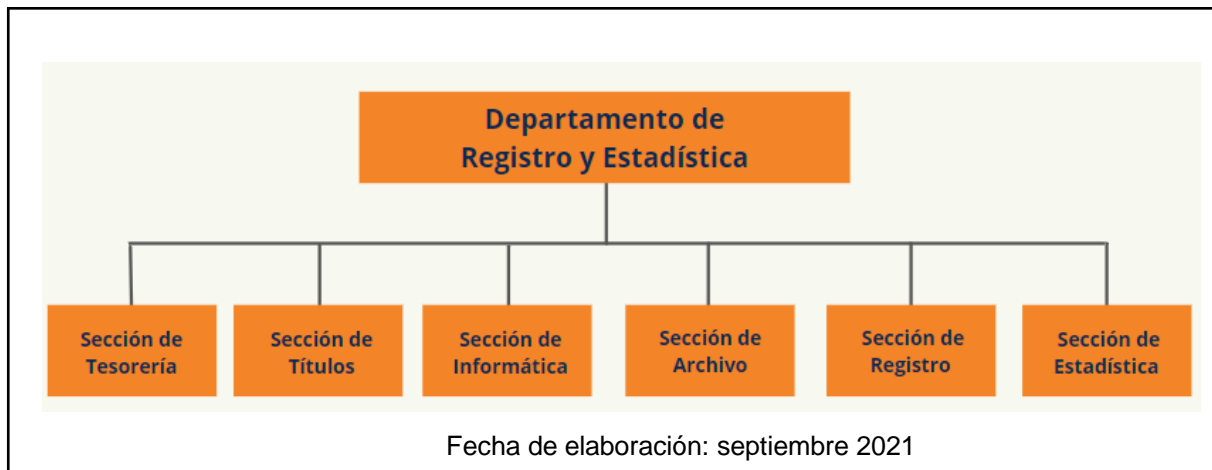 Departamento de
Registro y Estadística
Sección de
Tesorería
Sección de
Títulos
Sección de
Informática
Sección de
Archivo
Sección de
Registro
Sección de
Estadística
Fecha de elaboración: septiembre 2021